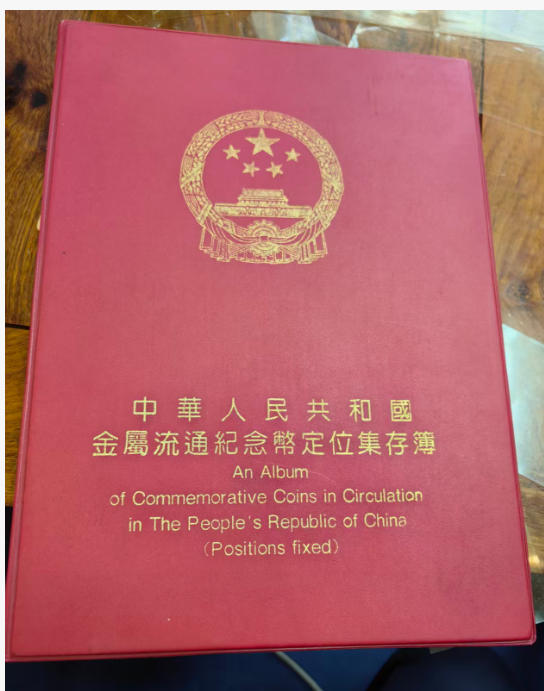 中華人民共和國
金屬流通紀念幣定位集存簿
An Album
of Commemorative Coins in Circulation
in The People's Republic of China
(Positions fixed)